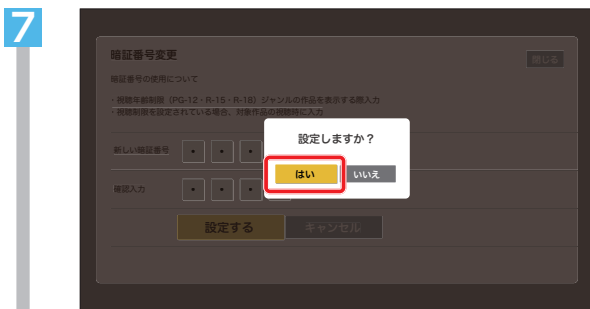 7
暗証番号変更
閉じる
暗証番号の使用について
・視聴年齢制限（PG-12・R-15・R-18）ジャンルの作品を表示する際入力
・視聴制限を設定されている場合、対象作品の視聴時に入力
設定しますか？
新しい暗証番号
はい いいえ
確認入力
設定する キャンセル